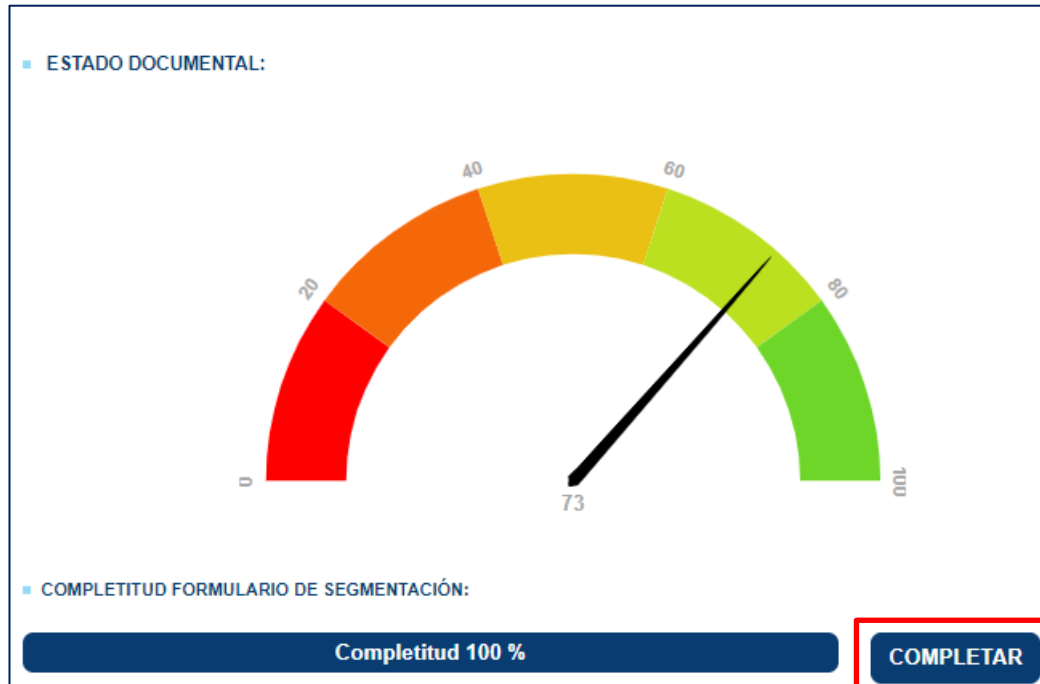 ESTADO DOCUMENTAL:
40
60
20
80
0
100
73
COMPLETITUD FORMULARIO DE SEGMENTACIÓN:
Completitud 100 %
COMPLETAR